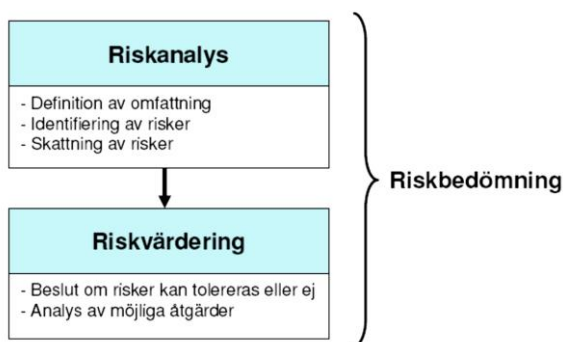 Riskanalys
- Definition av omfattning
- Identifiering av risker
- Skattning av risker
Riskbedömning
Riskvärdering
- Beslut om risker kan tolereras eller ej
- Analys av möjliga åtgärder